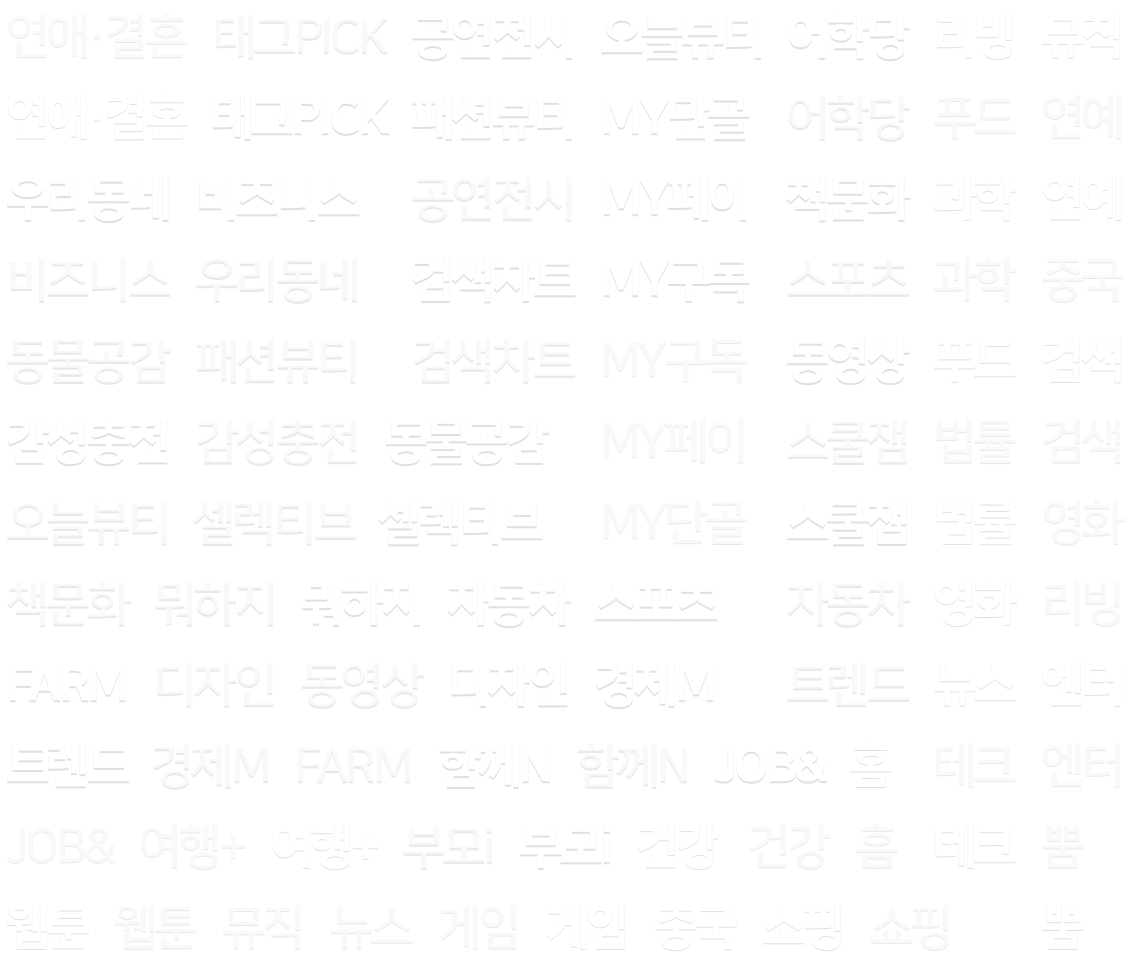 연애·결혼 태그PICK 공연전시 오늘뷰티 어학당 리빙 뮤직
연애·결혼 태그PICK 패션뷰티 MY단골 어학당 푸드 연예
우리동네 비즈니스 공연전시 MY페이 책문화 과학 연예
비즈니스 우리동네 검색차트 MY구독 스포츠 과학 중국
동물공감 패션뷰티 검색차트 MY구독 동영상 푸드 검색
감성충전 감성충전 동물공감 MY페이 스쿨잼 법률 검색
오늘뷰티 셀렉티브 셀렉티브 MY단골 스쿨잼 법률 영화
책문화 뭐하지 뭐하지 자동차 스포츠 자동차 영화 리빙
FARM 디자인 동영상 디자인 경제M 트렌드 뉴스 엔터
트렌드 경제M FARM 함께N 함께N JOB& 홈 테크 엔터
JOB& 여행+ 여행+ 부모i 부모i 건강 건강 홈 테크 뿜
웹툰 웹툰 뮤직 뉴스 게임 게임 중국 쇼핑 쇼핑 뿜